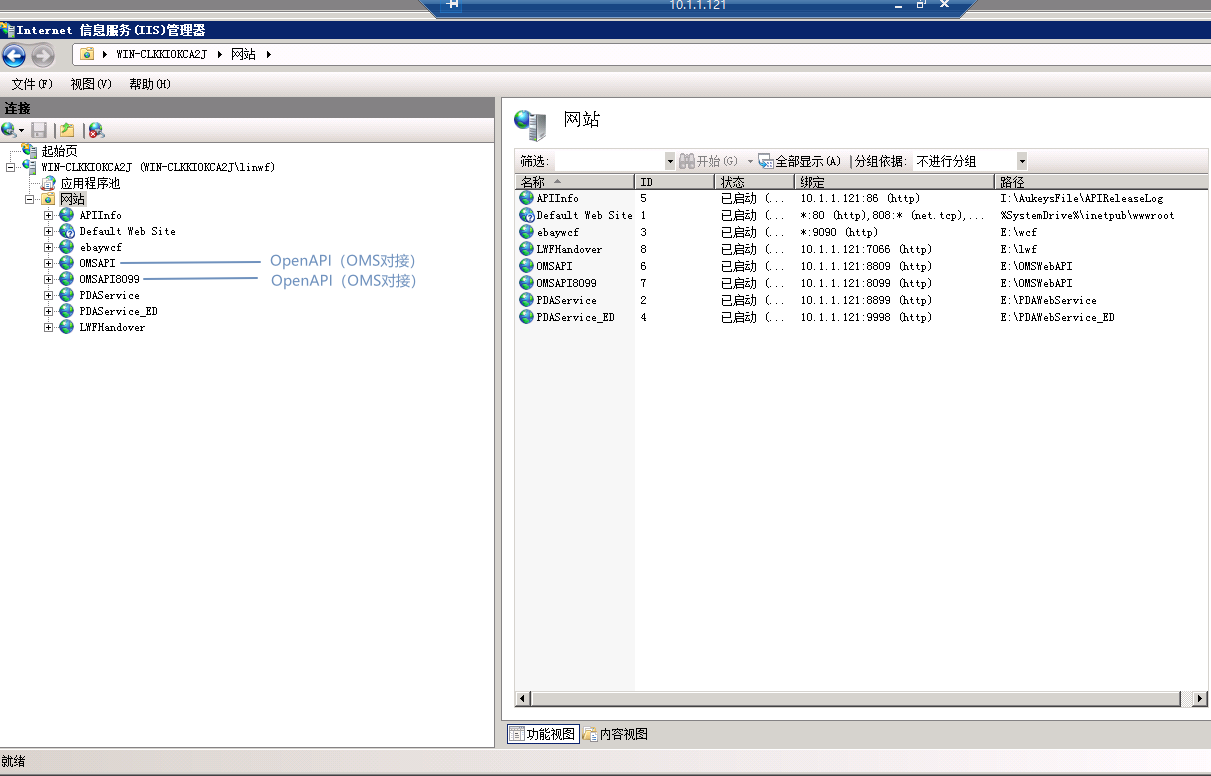 10.1.1.121
Internet 信息服务(IIS)管理器
WIN-CLKKIOKCA2J 网站
文件(F) 视图(V) 帮助(H)
连接
起始页
WIN-CLKKIOKCA2J (WIN-CLKKIOKCA2J\linwf)
应用程序池
网站
APIInfo
Default Web Site
ebaywcf
OMSAPI OpenAPI（OMS对接）
OMSAPI8099 OpenAPI（OMS对接）
PDAService
PDAService_ED
LWFHandover
网站
筛选: 开始(G) 全部显示(A) 分组依据: 不进行分组
名称 ID 状态 绑定 路径
APIInfo 5 已启动 (... 10.1.1.121:86 (http) I:\AukeysFile\APIReleaseLog
Default Web Site 1 已启动 (... *:80 (http),808:* (net.tcp),... %SystemDrive%\inetpub\wwwroot
ebaywcf 3 已启动 (... *:9090 (http) E:\wcf
LWFHandover 8 已启动 (... 10.1.1.121:7066 (http) E:\lwf
OMSAPI 6 已启动 (... 10.1.1.121:8809 (http) E:\OMSWebAPI
OMSAPI8099 7 已启动 (... 10.1.1.121:8099 (http) E:\OMSWebAPI
PDAService 2 已启动 (... 10.1.1.121:8899 (http) E:\PDAWebService
PDAService_ED 4 已启动 (... 10.1.1.121:9998 (http) E:\PDAWebService_ED
功能视图 内容视图
就绪